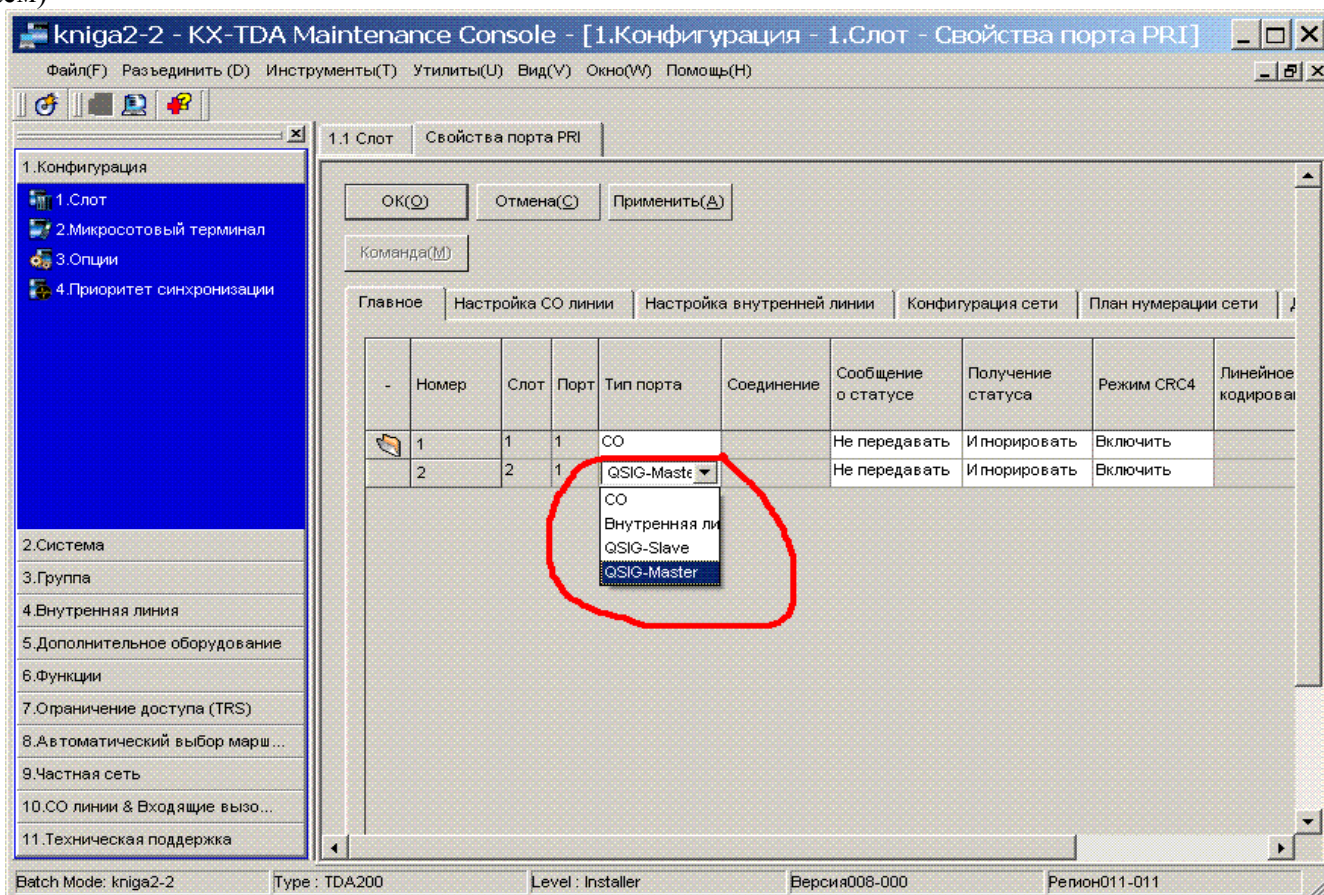 ем)
kniga2-2 - KX-TDA Maintenance Console - [1.Конфигурация - 1.Слот - Свойства порта PRI]
Файл(F) Разъединить (D) Инструменты(T) Утилиты(U) Вид(V) Окно(W) Помощь(H)
1.1 Слот Свойства порта PRI
1.Конфигурация
1.Слот
2.Микросотовый терминал
3.Опции
4.Приоритет синхронизации
2.Система
3.Группа
4.Внутренняя линия
5.Дополнительное оборудование
6.Функции
7.Ограничение доступа (TRS)
8.Автоматический выбор марш...
9.Частная сеть
10.CO линии & Входящие вызо...
11.Техническая поддержка
ОК(O) Отмена(C) Применить(A)
Команда(M)
Главное Настройка CO линии Настройка внутренней линии Конфигурация сети План нумерации сети
- Номер Слот Порт Тип порта Соединение Сообщение о статусе Получение статуса Режим CRC4 Линейное кодирова
1 1 1 CO Не передавать Игнорировать Включить
2 2 1 QSIG-Maste Не передавать Игнорировать Включить
CO
Внутренняя ли
QSIG-Slave
QSIG-Master
Batch Mode: kniga2-2 Type : TDA200 Level : Installer Версия008-000 Регион011-011